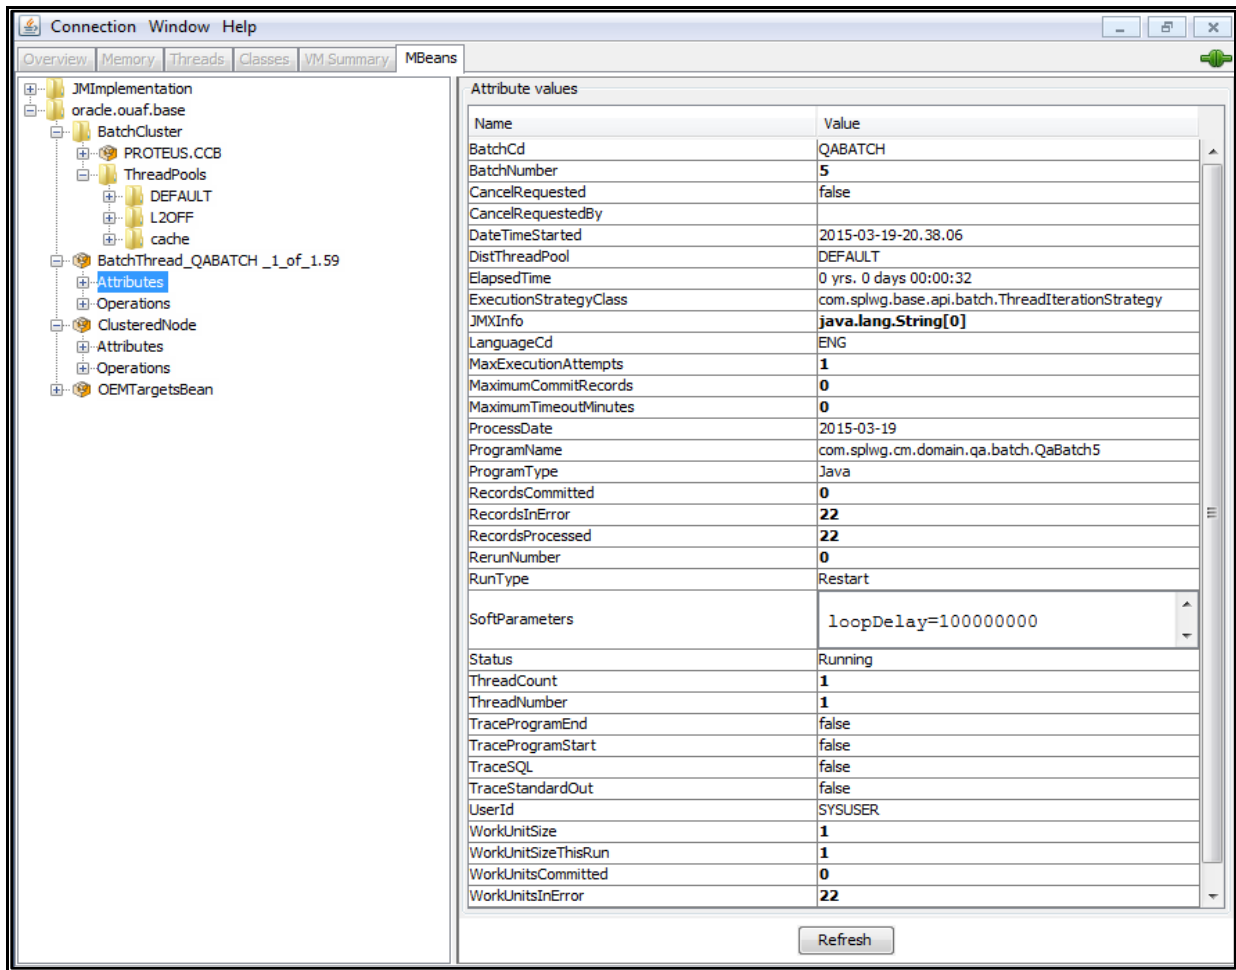 Connection Window Help
Overview Memory Threads Classes VM Summary MBeans
JMImplementation
oracle.ouaf.base
BatchCluster
PROTEUS.CCB
ThreadPools
DEFAULT
L2OFF
cache
BatchThread_QABATCH _1_of_1.59
Attributes
Operations
ClusteredNode
Attributes
Operations
OEMTargetsBean
Attribute values
Name Value
BatchCd QABATCH
BatchNumber 5
CancelRequested false
CancelRequestedBy
DateTimeStarted 2015-03-19-20.38.06
DistThreadPool DEFAULT
ElapsedTime 0 yrs. 0 days 00:00:32
ExecutionStrategyClass com.splwg.base.api.batch.ThreadIterationStrategy
JMXInfo java.lang.String[0]
LanguageCd ENG
MaxExecutionAttempts 1
MaximumCommitRecords 0
MaximumTimeoutMinutes 0
ProcessDate 2015-03-19
ProgramName com.splwg.cm.domain.qa.batch.QaBatch5
ProgramType Java
RecordsCommitted 0
RecordsInError 22
RecordsProcessed 22
RerunNumber 0
RunType Restart
SoftParameters loopDelay=100000000
Status Running
ThreadCount 1
ThreadNumber 1
TraceProgramEnd false
TraceProgramStart false
TraceSQL false
TraceStandardOut false
UserId SYSUSER
WorkUnitSize 1
WorkUnitSizeThisRun 1
WorkUnitsCommitted 0
WorkUnitsInError 22
Refresh